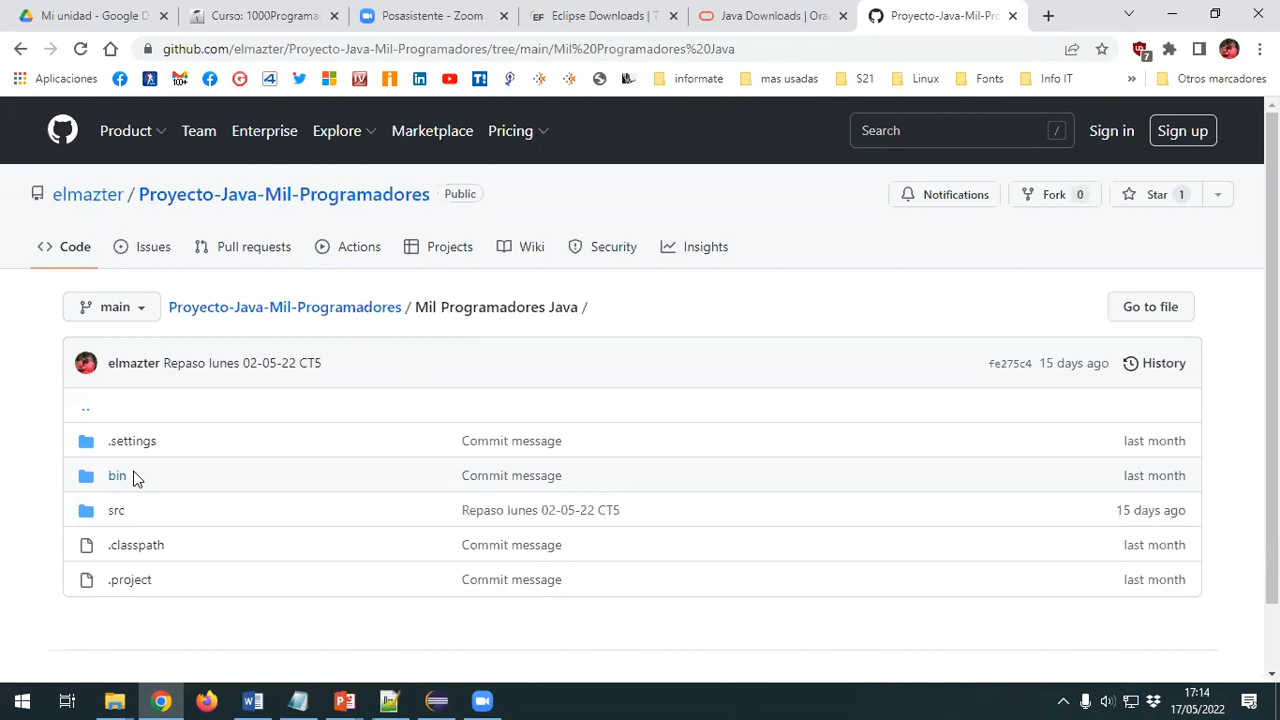 Mi unidad - Google D
Curso: 1000Programa
Posasistente - Zoom
Eclipse Downloads | T
Java Downloads | Ora
Proyecto-Java-Mil-Pro
github.com/elmazter/Proyecto-Java-Mil-Programadores/tree/main/Mil%20Programadores%20Java
7
Aplicaciones
informate
mas usadas
S21
Linux
Fonts
Info IT
»
Otros marcadores
Product
Team
Enterprise
Explore
Marketplace
Pricing
Search
/
Sign in
Sign up
elmazter / Proyecto-Java-Mil-Programadores
Public
Notifications
Fork 0
Star 1
Code
Issues
Pull requests
Actions
Projects
Wiki
Security
Insights
main
Proyecto-Java-Mil-Programadores / Mil Programadores Java /
Go to file
elmazter Repaso lunes 02-05-22 CT5
fe275c4 15 days ago
History
..
.settings Commit message last month
bin Commit message last month
src Repaso lunes 02-05-22 CT5 15 days ago
.classpath Commit message last month
.project Commit message last month
17:14
17/05/2022